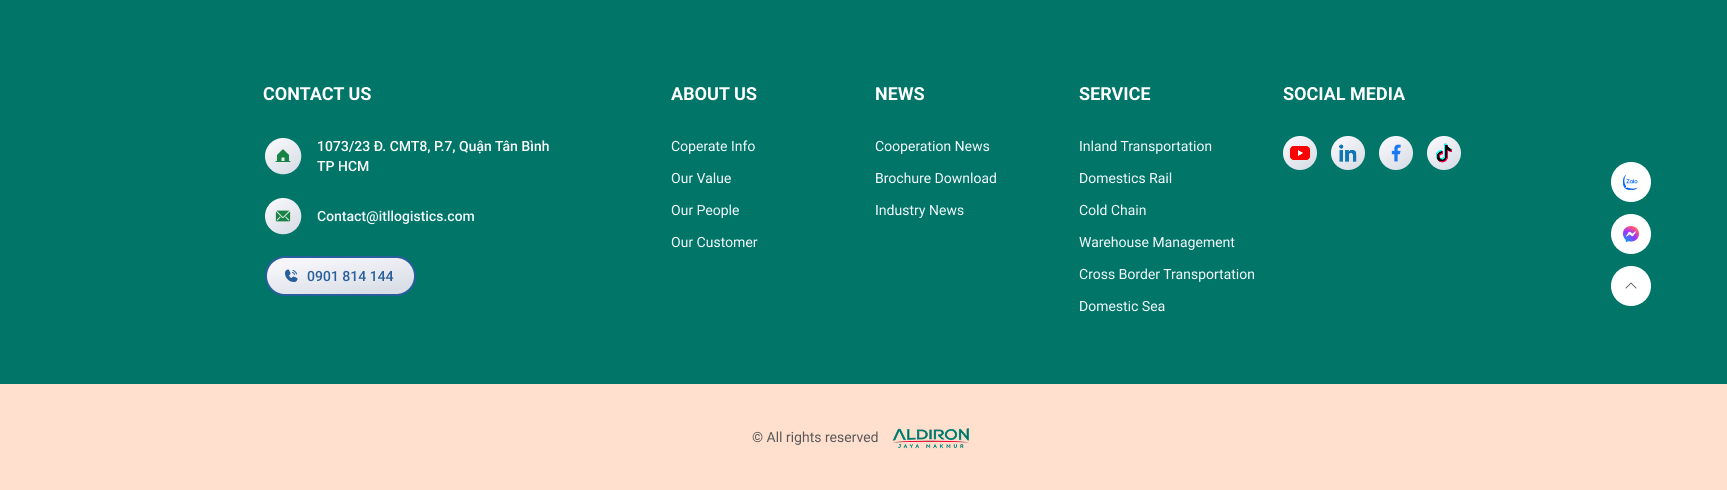 CONTACT US
1073/23 Đ. CMT8, P.7, Quận Tân Bình
TP HCM
Contact@itllogistics.com
0901 814 144
ABOUT US
Coperate Info
Our Value
Our People
Our Customer
NEWS
Cooperation News
Brochure Download
Industry News
SERVICE
Inland Transportation
Domestics Rail
Cold Chain
Warehouse Management
Cross Border Transportation
Domestic Sea
SOCIAL MEDIA
in
Zalo
© All rights reserved
ALDIRON
JAYA MAKMUR